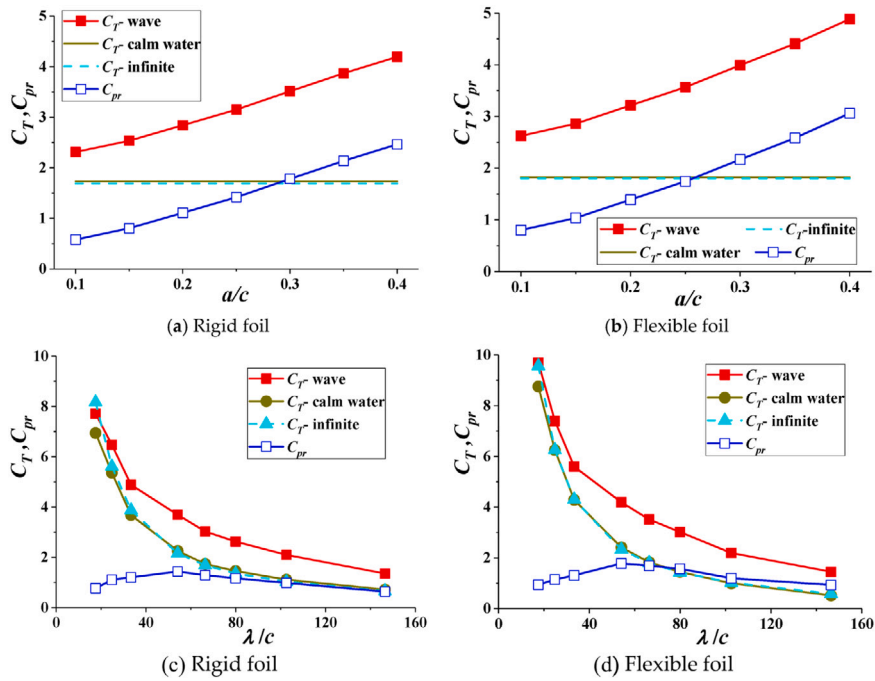 C_T- wave
C_T- calm water
C_T- infinite
C_pr
C_T, C_pr
5
4
3
2
1
0
0.1 0.2 0.3 0.4
a/c
(a) Rigid foil
C_T- wave
C_T-infinite
C_T- calm water
C_pr
C_T, C_pr
5
4
3
2
1
0
0.1 0.2 0.3 0.4
a/c
(b) Flexible foil
C_T- wave
C_T- calm water
C_T- infinite
C_pr
C_T, C_pr
10
8
6
4
2
0
0 40 80 120 160
λ/c
(c) Rigid foil
C_T- wave
C_T- calm water
C_T- infinite
C_pr
C_T, C_pr
10
8
6
4
2
0
0 40 80 120 160
λ/c
(d) Flexible foil